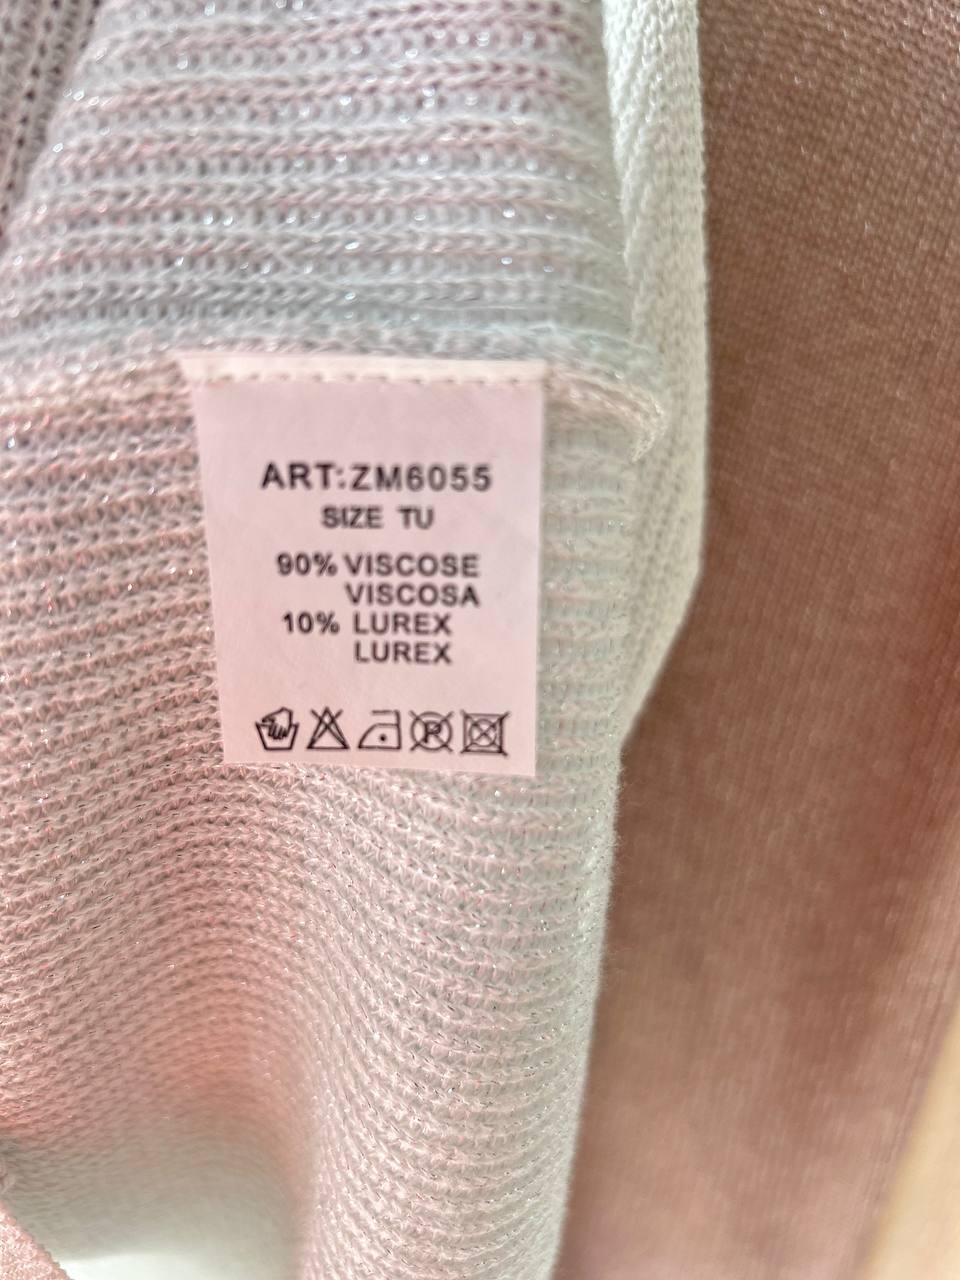 ART:ZM6055
SIZE TU
90% VISCOSE
VISCOSA
10% LUREX
LUREX
P